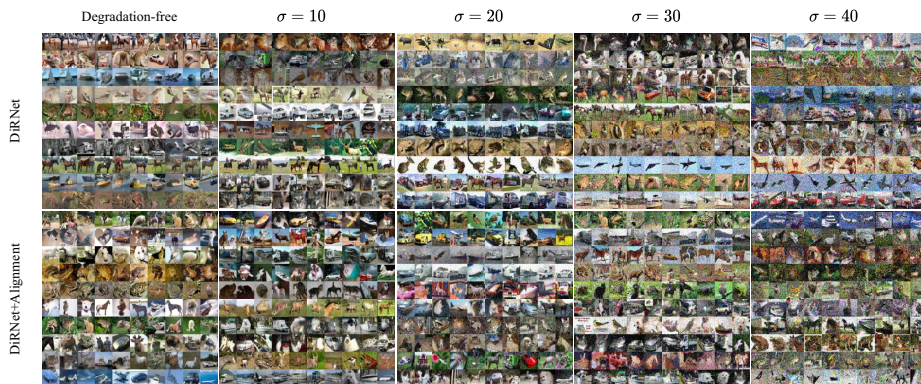 Degradation-free σ = 10 σ = 20 σ = 30 σ = 40
DiRNet
DiRNet+Alignment